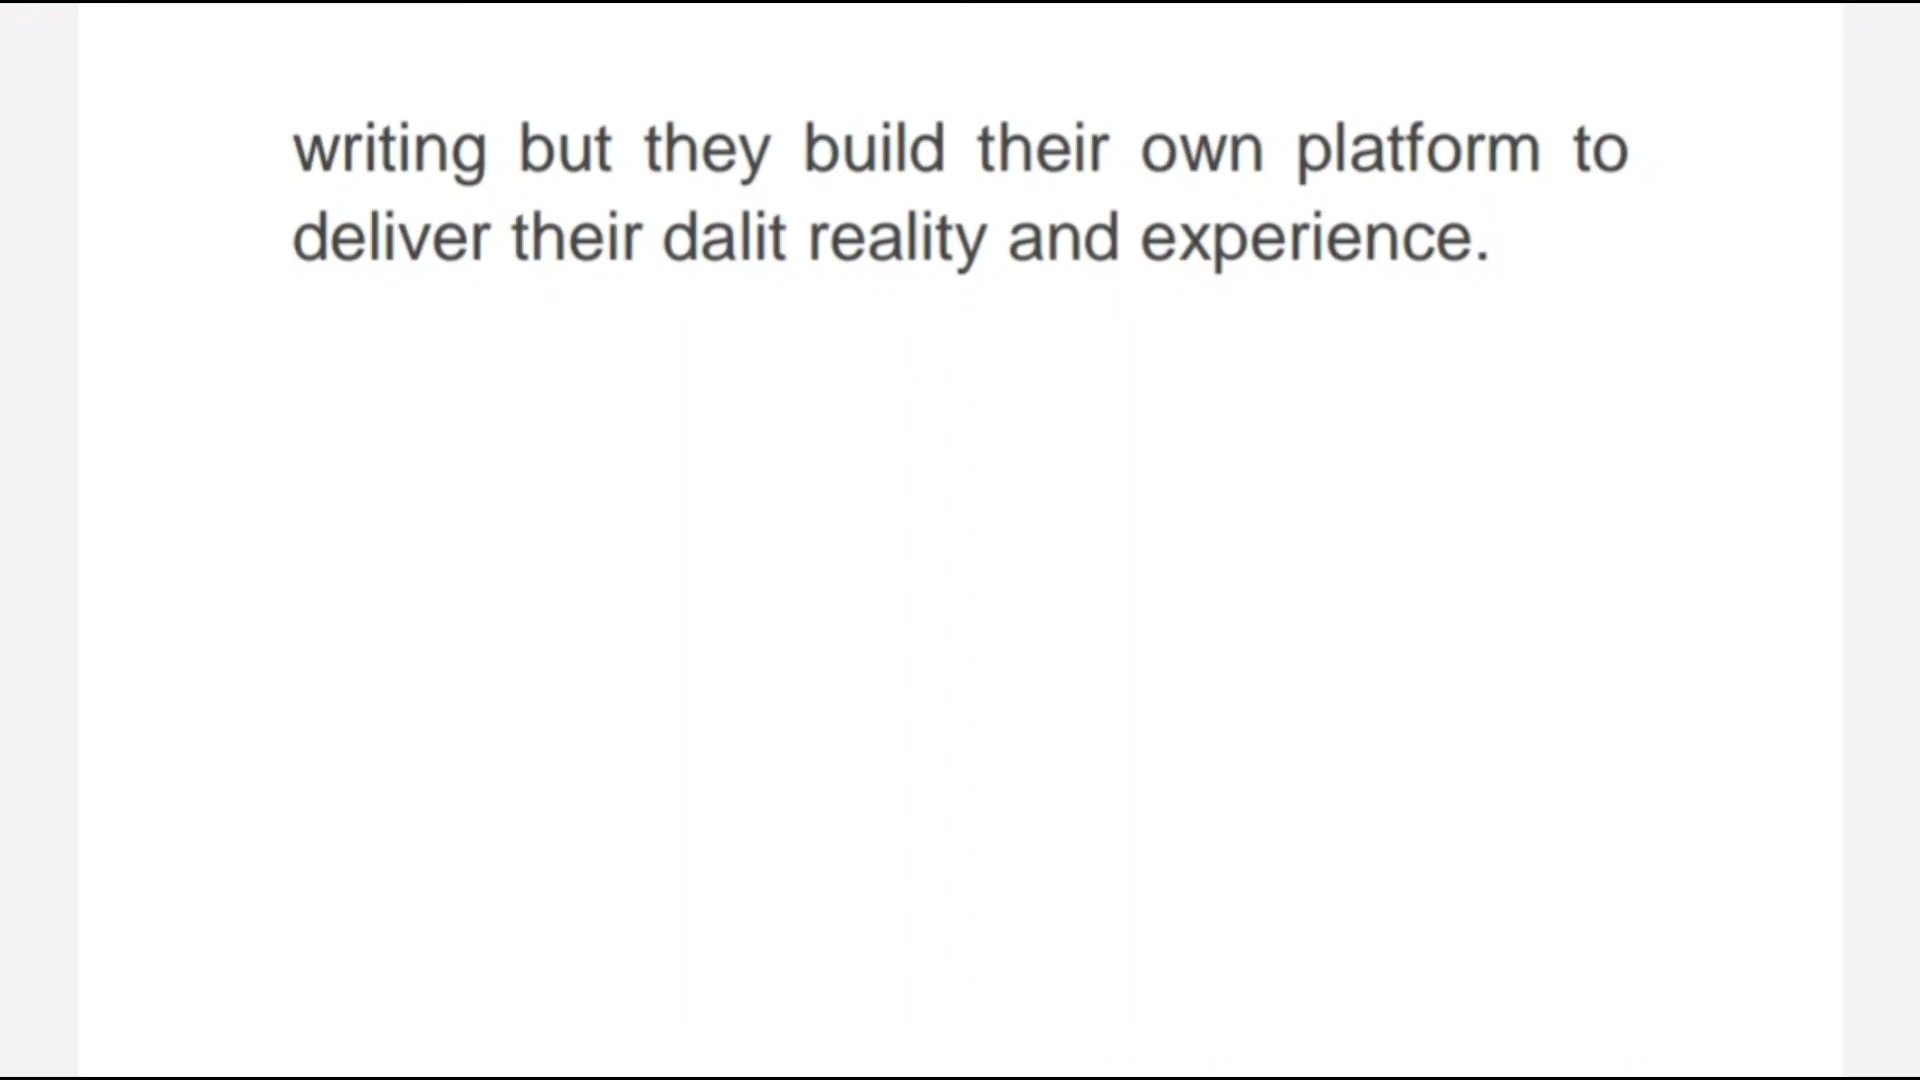 writing but they build their own platform to
deliver their dalit reality and experience.